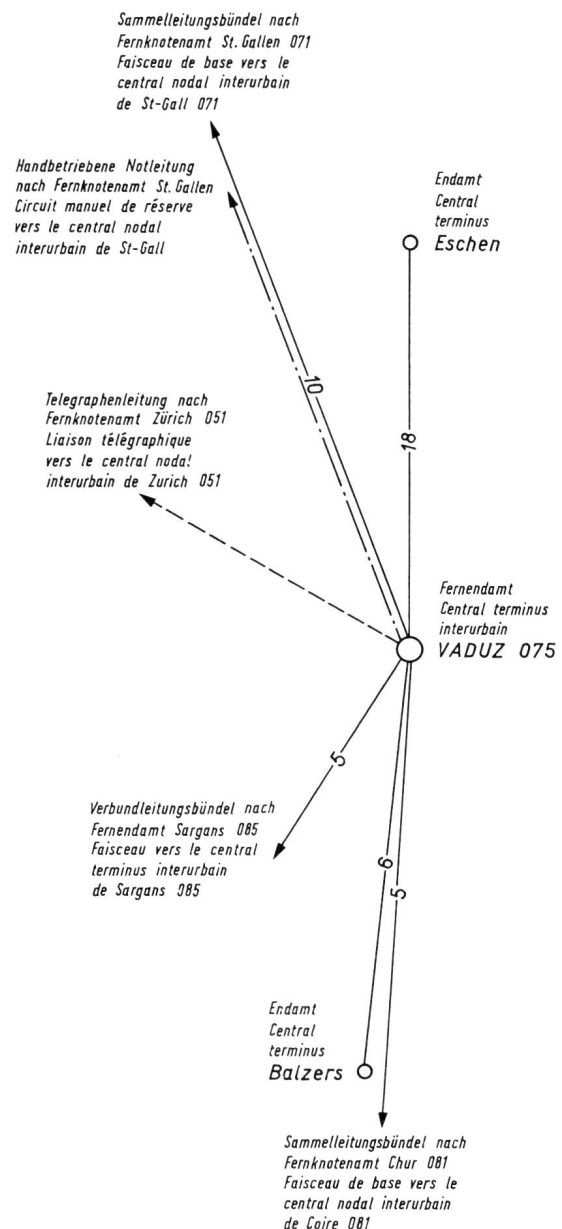 Sammelleitungsbündel nach
Fernknotenamt St. Gallen 071
Faisceau de base vers le
central nodal interurbain
de St-Gall 071
Handbetriebene Notleitung
nach Fernknotenamt St. Gallen
Circuit manuel de réserve
vers le central nodal
interurbain de St-Gall
Endamt
Central
terminus
Eschen
10
18
Telegraphenleitung nach
Fernknotenamt Zürich 051
Liaison télégraphique
vers le central noda!
interurbain de Zurich 051
Fernendamt
Central terminus
interurbain
VADUZ 075
5
Verbundleitungsbündel nach
Fernendamt Sargans 085
Faisceau vers le central
terminus interurbain
de Sargans 085
6
5
Endamt
Central
terminus
Balzers
Sammelleitungsbündel nach
Fernknotenamt Chur 081
Faisceau de base vers le
central nodal interurbain
de Coire 081